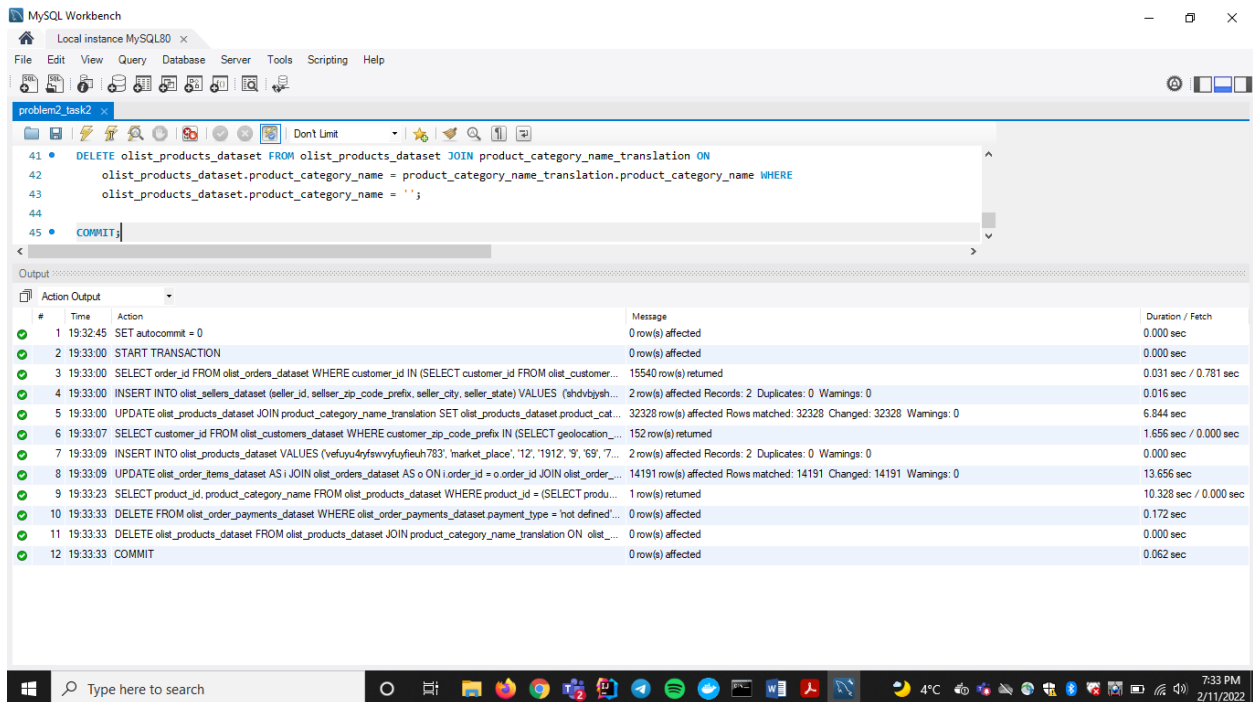 MySQL Workbench
Local instance MySQL80
File Edit View Query Database Server Tools Scripting Help
problem2_task2
Don't Limit
41 DELETE olist_products_dataset FROM olist_products_dataset JOIN product_category_name_translation ON
42 olist_products_dataset.product_category_name = product_category_name_translation.product_category_name WHERE
43 olist_products_dataset.product_category_name = '';
44
45 COMMIT;
Output
Action Output
# Time Action Message Duration / Fetch
1 19:32:45 SET autocommit = 0 0 row(s) affected 0.000 sec
2 19:33:00 START TRANSACTION 0 row(s) affected 0.000 sec
3 19:33:00 SELECT order_id FROM olist_orders_dataset WHERE customer_id IN (SELECT customer_id FROM olist_customer... 15540 row(s) returned 0.031 sec / 0.781 sec
4 19:33:00 INSERT INTO olist_sellers_dataset (seller_id, sellser_zip_code_prefix, seller_city, seller_state) VALUES ('shdvbjysh... 2 row(s) affected Records: 2 Duplicates: 0 Warnings: 0 0.016 sec
5 19:33:00 UPDATE olist_products_dataset JOIN product_category_name_translation SET olist_products_dataset.product_cat... 32328 row(s) affected Rows matched: 32328 Changed: 32328 Warnings: 0 6.844 sec
6 19:33:07 SELECT customer_id FROM olist_customers_dataset WHERE customer_zip_code_prefix IN (SELECT geolocation_... 152 row(s) returned 1.656 sec / 0.000 sec
7 19:33:09 INSERT INTO olist_products_dataset VALUES ('vefuyu4ryfswvyfuyfieuh783', 'market_place', '12', '1912', '9', '69', '7... 2 row(s) affected Records: 2 Duplicates: 0 Warnings: 0 0.000 sec
8 19:33:09 UPDATE olist_order_items_dataset AS i JOIN olist_orders_dataset AS o ON i.order_id = o.order_id JOIN olist_order_... 14191 row(s) affected Rows matched: 14191 Changed: 14191 Warnings: 0 13.656 sec
9 19:33:23 SELECT product_id, product_category_name FROM olist_products_dataset WHERE product_id = (SELECT produ... 1 row(s) returned 10.328 sec / 0.000 sec
10 19:33:33 DELETE FROM olist_order_payments_dataset WHERE olist_order_payments_dataset.payment_type = 'not defined'... 0 row(s) affected 0.172 sec
11 19:33:33 DELETE olist_products_dataset FROM olist_products_dataset JOIN product_category_name_translation ON olist_... 0 row(s) affected 0.000 sec
12 19:33:33 COMMIT 0 row(s) affected 0.062 sec
Type here to search
4°C
7:33 PM
2/11/2022